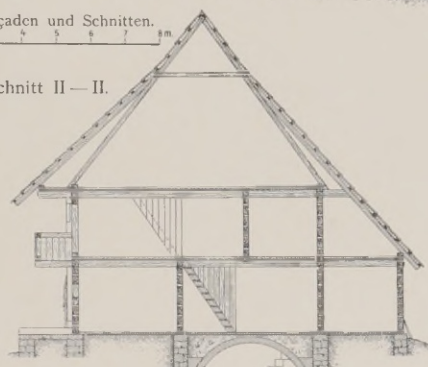 çaden und Schnitten.
4 5 6 7 8 m.
chnitt II — II.